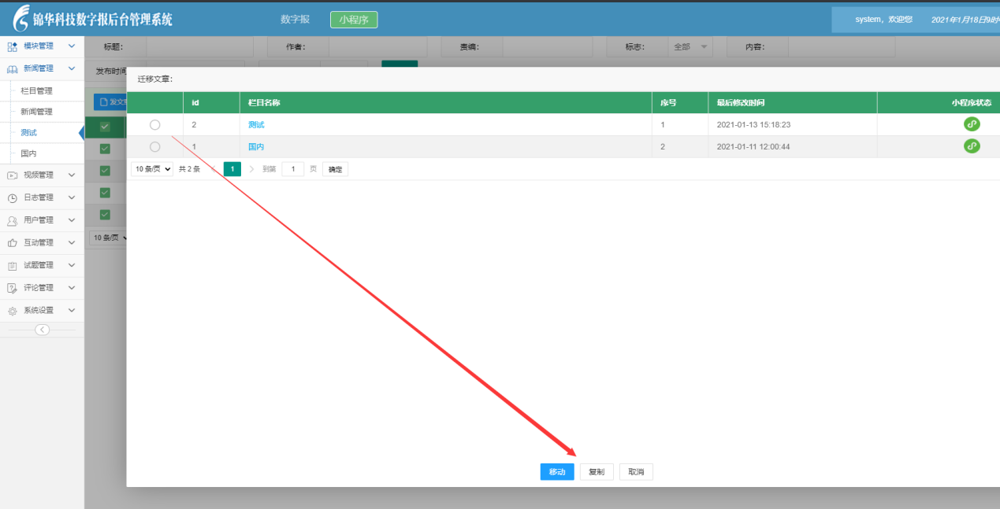 锦华科技数字报后台管理系统
数字报
小程序
system，欢迎您
2021年1月18日9时
模块管理
新闻管理
栏目管理
新闻管理
测试
国内
视频管理
日志管理
用户管理
互动管理
试题管理
评论管理
系统设置
标题：
作者：
责编：
标志：
全部
内容：
发布时间
发文
10 条/页
迁移文章：
id 栏目名称 序号 最后修改时间 小程序状态
2 测试 1 2021-01-13 15:18:23
1 国内 2 2021-01-11 12:00:44
10 条/页 共 2 条 1 到第 1 页 确定
移动 复制 取消